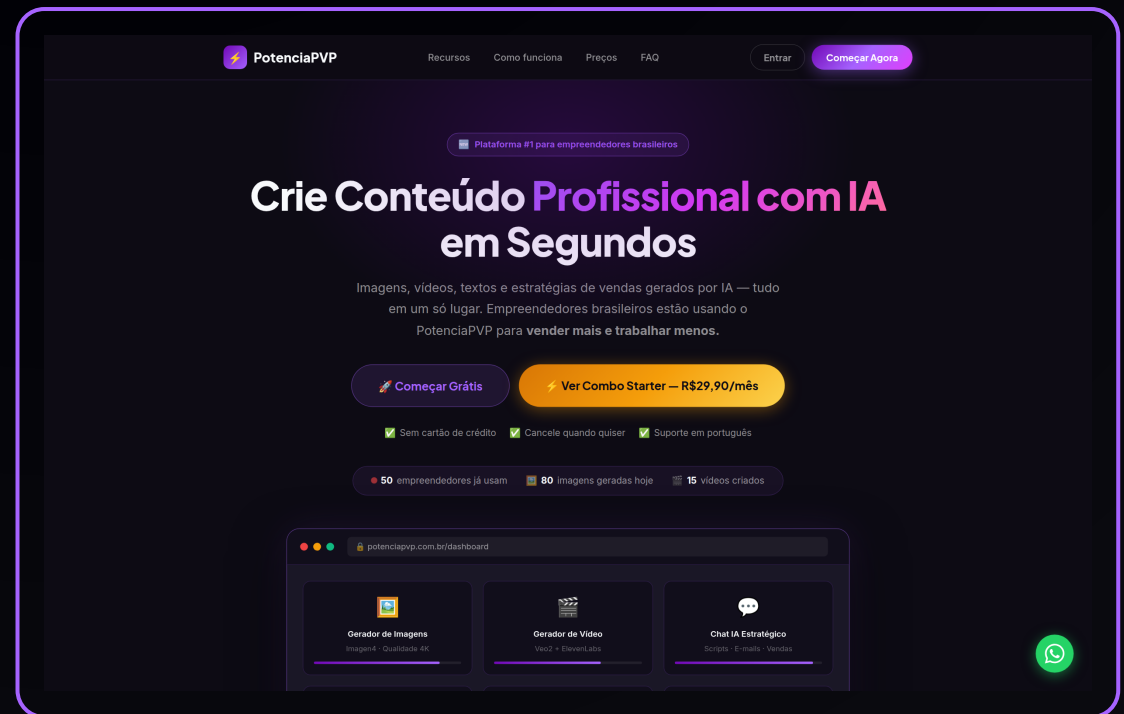 PotenciaPVP
Recursos Como funciona Preços FAQ
Entrar Começar Agora
Plataforma #1 para empreendedores brasileiros
Crie Conteúdo Profissional com IA
em Segundos
Imagens, vídeos, textos e estratégias de vendas gerados por IA — tudo
em um só lugar. Empreendedores brasileiros estão usando o
PotenciaPVP para vender mais e trabalhar menos.
🚀 Começar Grátis ⚡ Ver Combo Starter — R$29,90/mês
✅ Sem cartão de crédito ✅ Cancele quando quiser ✅ Suporte em português
50 empreendedores já usam 80 imagens geradas hoje 15 vídeos criados
potenciapvp.com.br/dashboard
Gerador de Imagens Gerador de Vídeo Chat IA Estratégico
Imagen4 · Qualidade 4K Veo2 + ElevenLabs Scripts · E-mails · Vendas